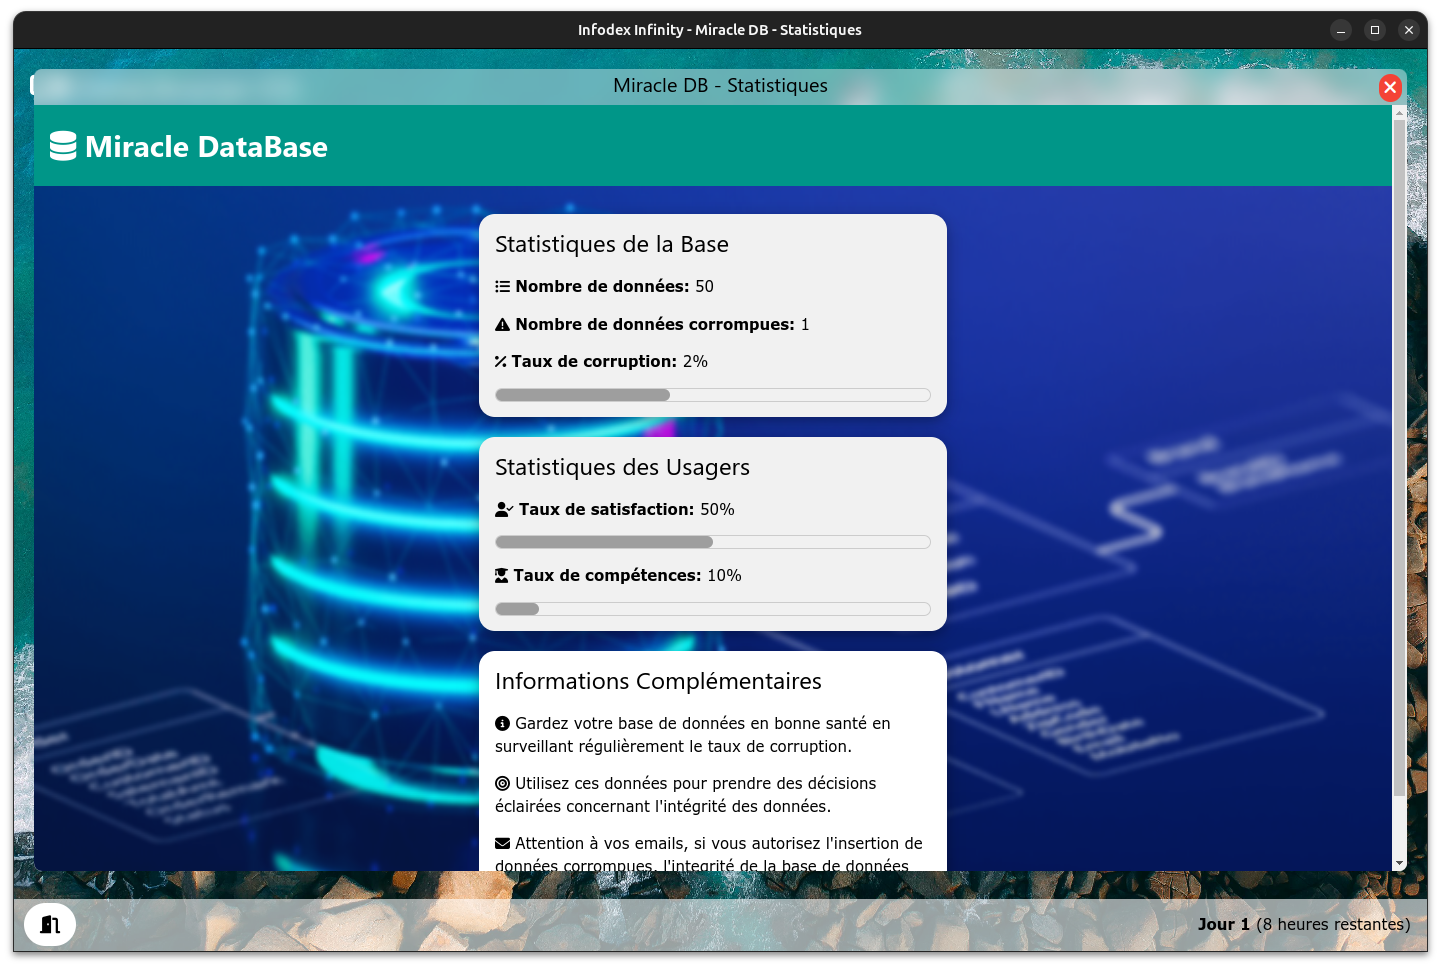 Infodex Infinity - Miracle DB - Statistiques
Miracle DB - Statistiques
Miracle DataBase
Statistiques de la Base
Nombre de données: 50
Nombre de données corrompues: 1
Taux de corruption: 2%
Statistiques des Usagers
Taux de satisfaction: 50%
Taux de compétences: 10%
Informations Complémentaires
Gardez votre base de données en bonne santé en
surveillant régulièrement le taux de corruption.
Utilisez ces données pour prendre des décisions
éclairées concernant l'intégrité des données.
Attention à vos emails, si vous autorisez l'insertion de
données corrompues, l'integrité de la base de données
Jour 1 (8 heures restantes)